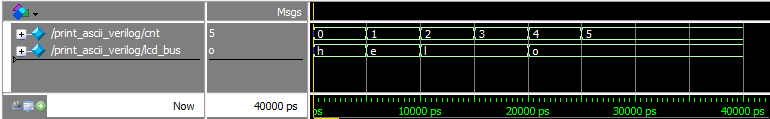 Msgs
/print_ascii_verilog/cnt 5 0 1 2 3 4 5
/print_ascii_verilog/lcd_bus o h e l o
Now 40000 ps ps 10000 ps 20000 ps 30000 ps 40000